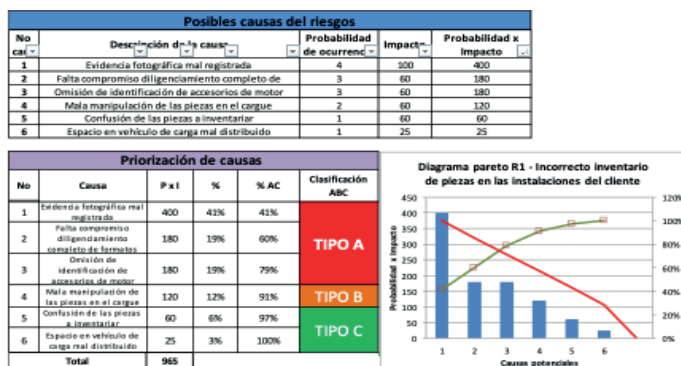 Posibles causas del riesgos
No causa Descripción de la causa Probabilidad de ocurrenc Impacto Probabilidad x Impacto
1 Evidencia fotográfica mal registrada 4 100 400
2 Falta compromiso diligenciamiento completo de 3 60 180
3 Omisión de identificación de accesorios de motor 3 60 180
4 Mala manipulación de las piezas en el cargue 2 60 120
5 Confusión de las piezas a inventariar 1 60 60
6 Espacio en vehículo de carga mal distribuido 1 25 25
Priorización de causas
No Causa P x I % % AC Clasificación ABC
1 Evidencia fotográfica mal registrada 400 41% 41%
2 Falta compromiso diligenciamiento completo de formatos 180 19% 60%
TIPO A
3 Omisión de identificación de accesorios de motor 180 19% 79%
4 Mala manipulación de las piezas en el cargue 120 12% 91% TIPO B
5 Confusión de las piezas a inventariar 60 6% 97%
TIPO C
6 Espacio en vehículo de carga mal distribuido 25 3% 100%
Total 965
Diagrama pareto R1 - Incorrecto inventario
de piezas en las instalaciones del cliente
Probabilidad x Impacto
450
400
350
300
250
200
150
100
50
0
120%
100%
80%
60%
40%
20%
0%
1 2 3 4 5 6
Causas potenciales